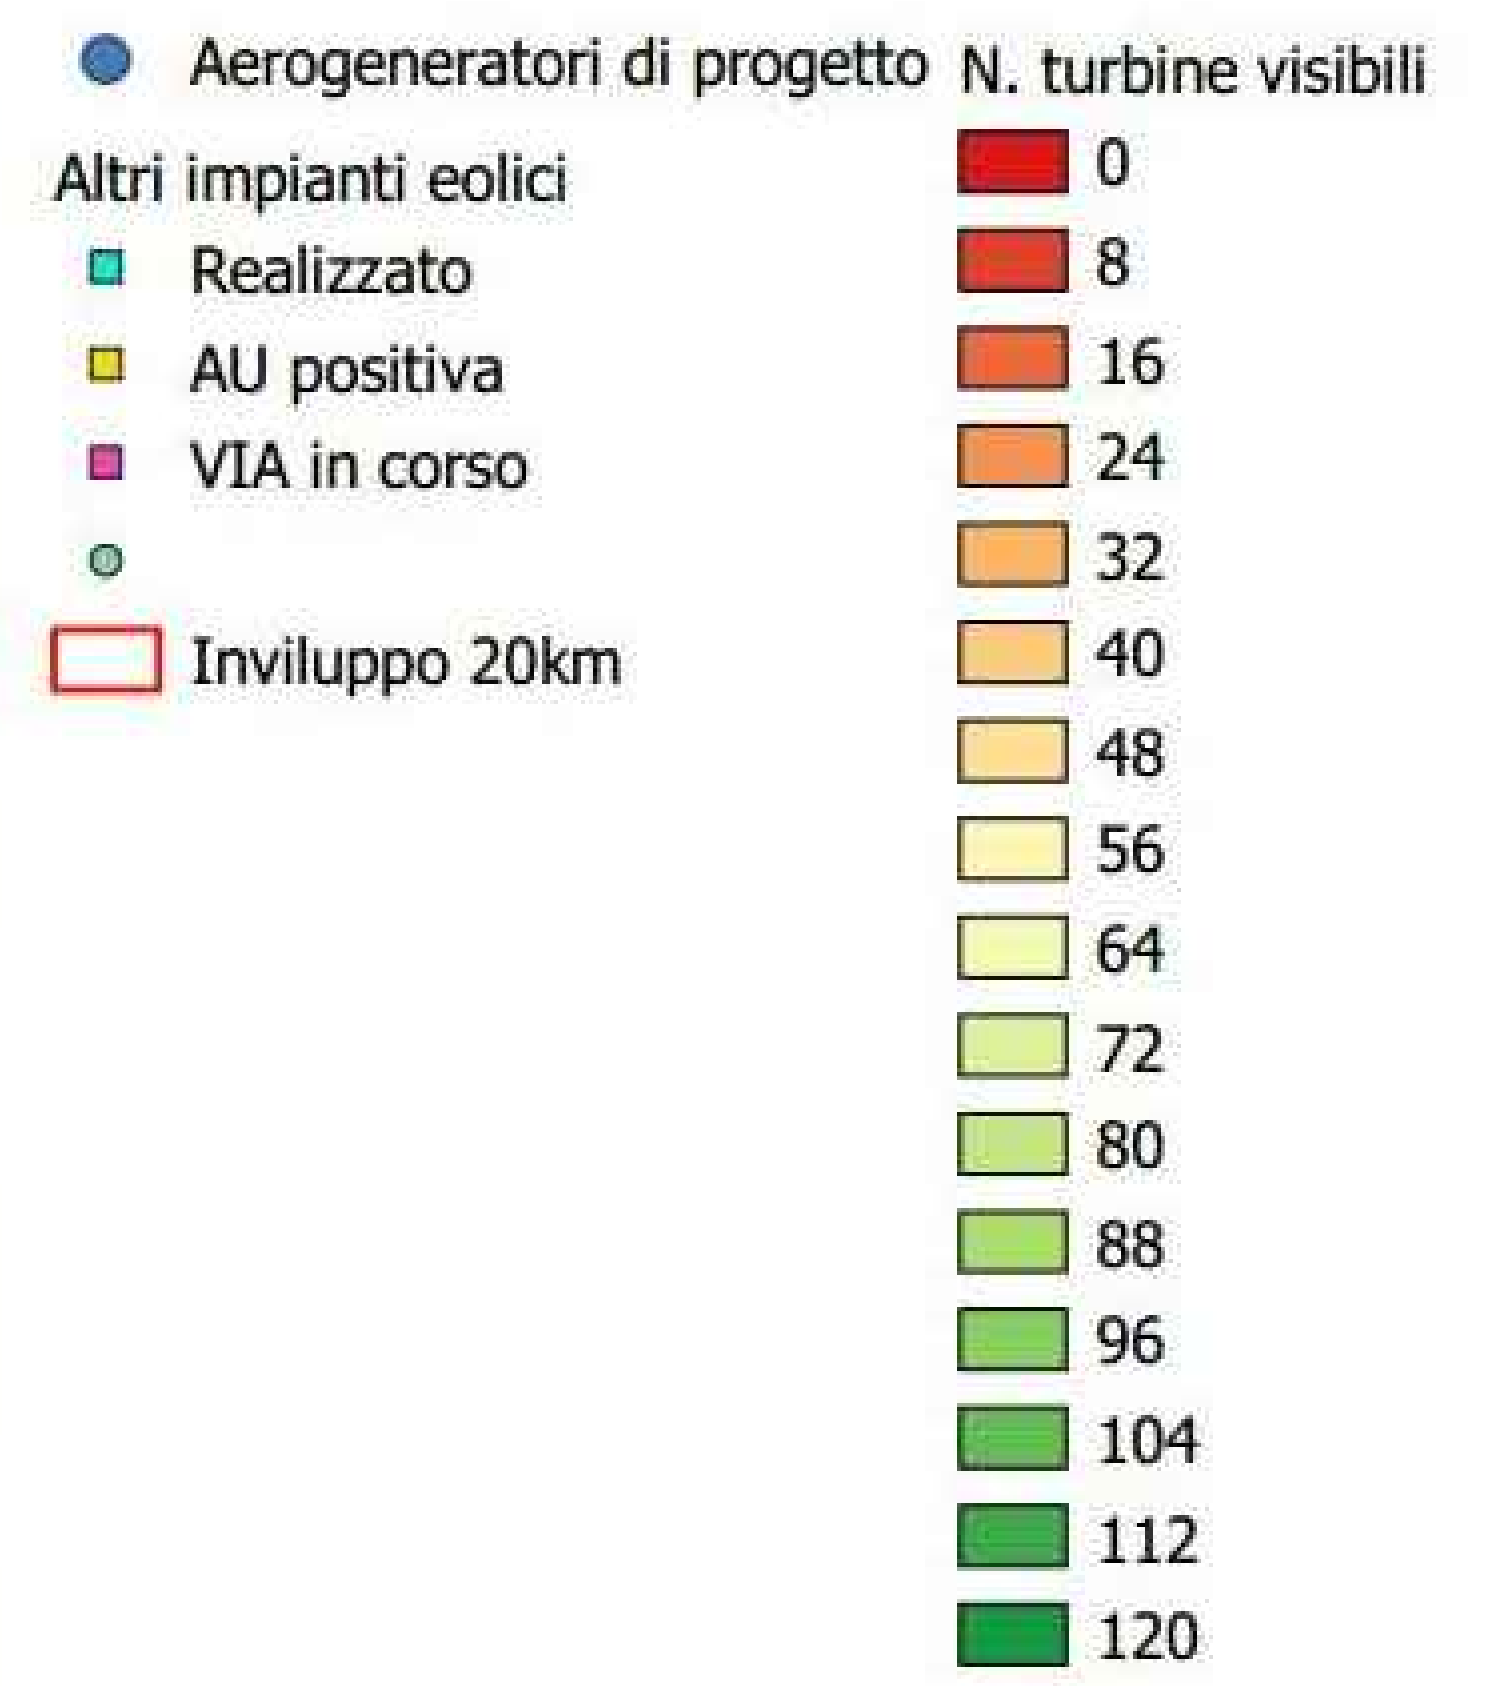 Aerogeneratori di progetto
Altri impianti eolici
Realizzato
AU positiva
VIA in corso
Inviluppo 20km
N. turbine visibili
0
8
16
24
32
40
48
56
64
72
80
88
96
104
112
120